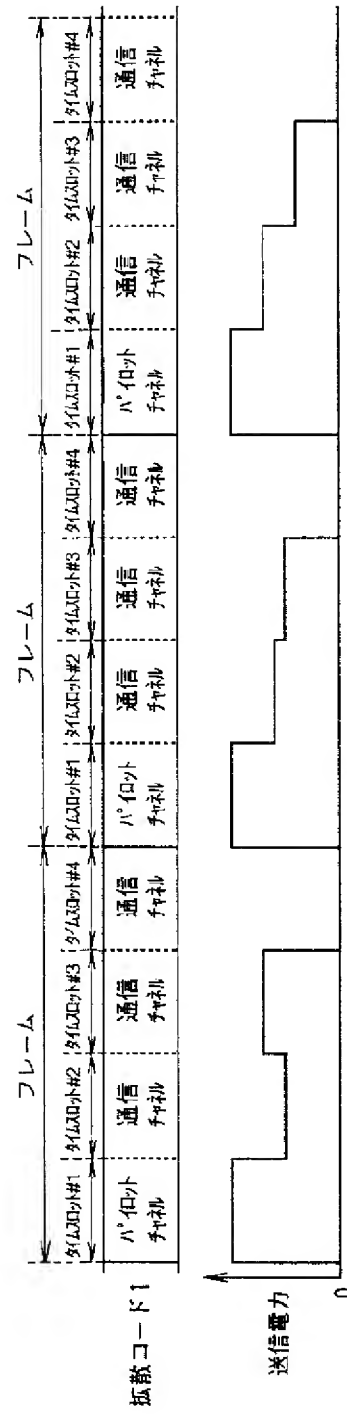 フレーム
フレーム
フレーム
タイムスロット#1
タイムスロット#2
タイムスロット#3
タイムスロット#4
タイムスロット#1
タイムスロット#2
タイムスロット#3
タイムスロット#4
タイムスロット#1
タイムスロット#2
タイムスロット#3
タイムスロット#4
拡散コード1
パイロット
チャネル
通信
チャネル
通信
チャネル
通信
チャネル
パイロット
チャネル
通信
チャネル
通信
チャネル
通信
チャネル
パイロット
チャネル
通信
チャネル
通信
チャネル
通信
チャネル
送信電力
0